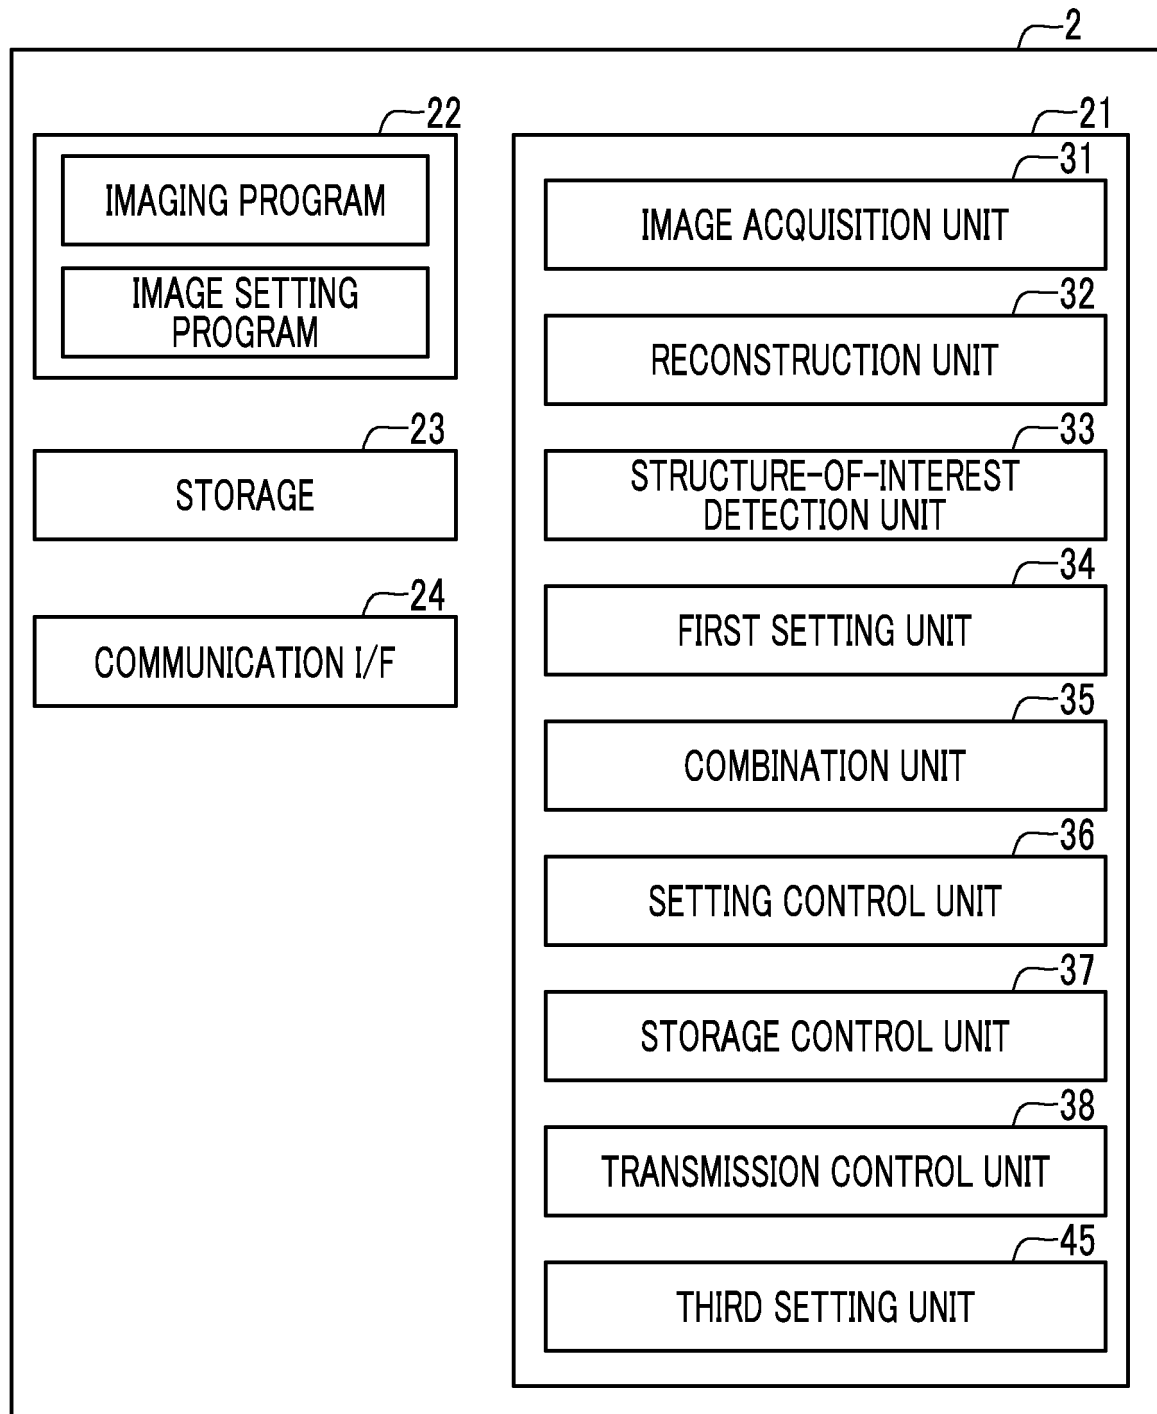 2
22
IMAGING PROGRAM
IMAGE SETTING
PROGRAM
23
STORAGE
24
COMMUNICATION I/F
21
31
IMAGE ACQUISITION UNIT
32
RECONSTRUCTION UNIT
33
STRUCTURE-OF-INTEREST
DETECTION UNIT
34
FIRST SETTING UNIT
35
COMBINATION UNIT
36
SETTING CONTROL UNIT
37
STORAGE CONTROL UNIT
38
TRANSMISSION CONTROL UNIT
45
THIRD SETTING UNIT